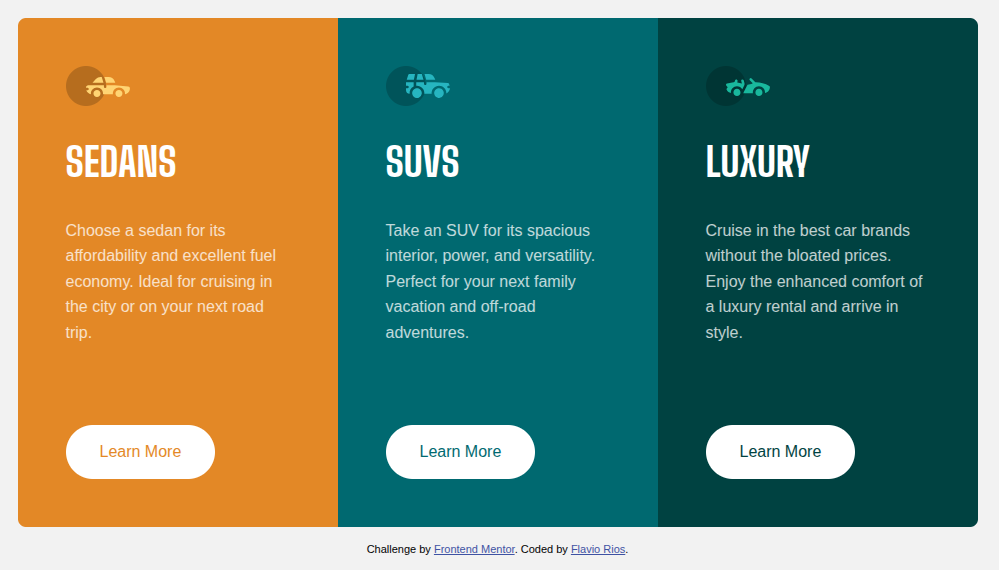 SEDANS
Choose a sedan for its
affordability and excellent fuel
economy. Ideal for cruising in
the city or on your next road
trip.
Learn More
SUVS
Take an SUV for its spacious
interior, power, and versatility.
Perfect for your next family
vacation and off-road
adventures.
Learn More
LUXURY
Cruise in the best car brands
without the bloated prices.
Enjoy the enhanced comfort of
a luxury rental and arrive in
style.
Learn More
Challenge by Frontend Mentor. Coded by Flavio Rios.